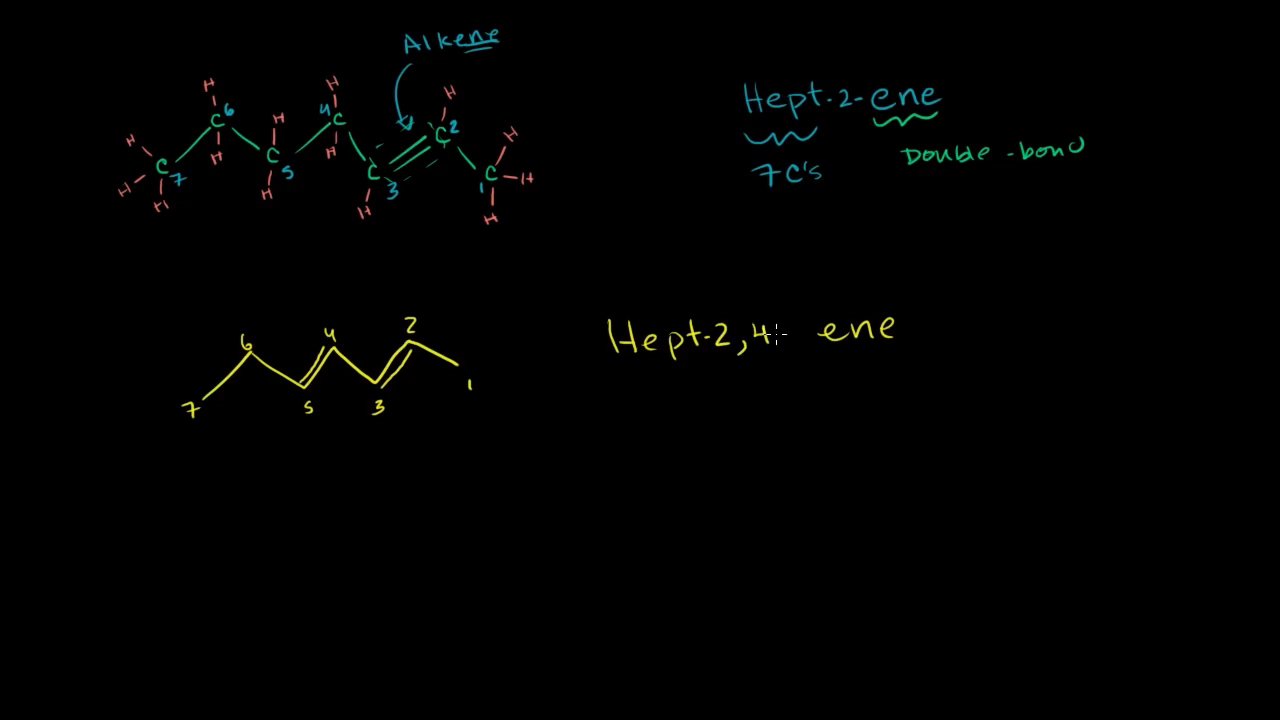 Alkene
H H H
Hept-2-ene
C 6 H 4 C C 2
H H
Double-bond
H C 7 H C 5 H C 3 1 C H
7 C's
H H H H H
Hept-2,4- ene
6 4 2
7 5 3 1